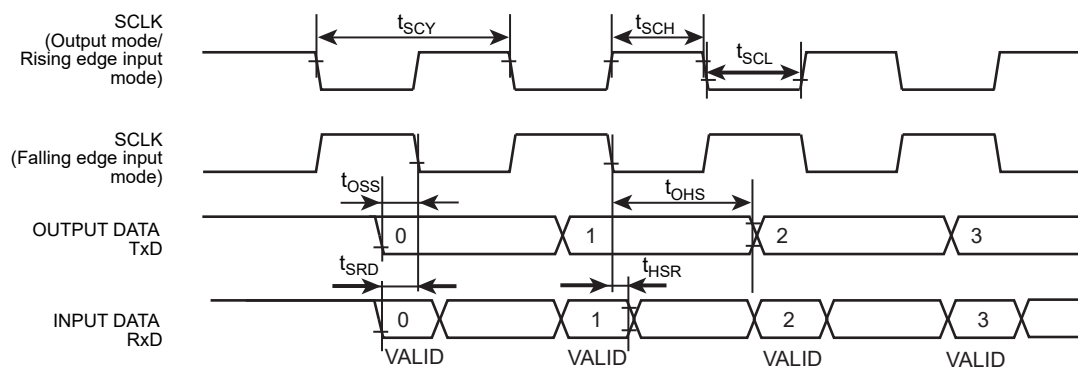 SCLK
(Output mode/
Rising edge input
mode)
tSCY
tSCH
tSCL
SCLK
(Falling edge input
mode)
tOSS
tOHS
OUTPUT DATA
TxD
0
1
2
3
tSRD
tHSR
INPUT DATA
RxD
0
1
2
3
VALID
VALID
VALID
VALID